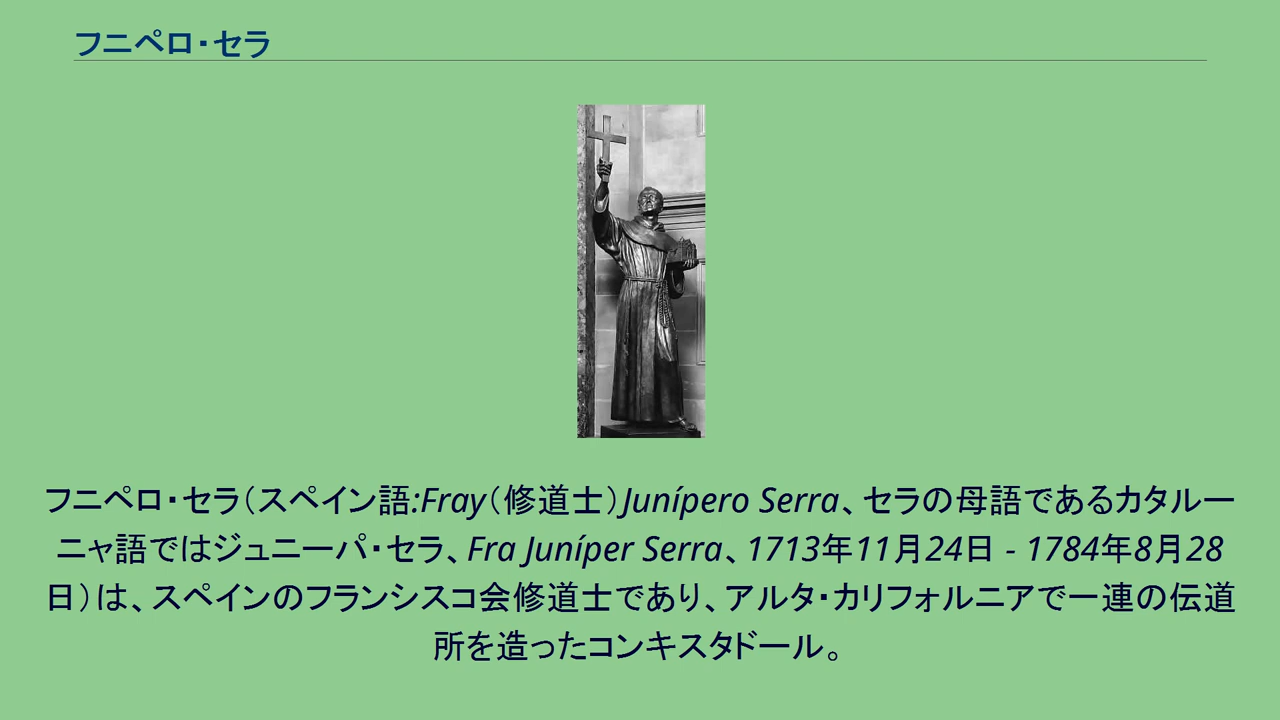 フニペロ・セラ
フニペロ・セラ（スペイン語:Fray（修道士）Junípero Serra、セラの母語であるカタルー
ニャ語ではジュニーパ・セラ、Fra Juníper Serra、1713年11月24日 - 1784年8月28
日）は、スペインのフランシスコ会修道士であり、アルタ・カリフォルニアで一連の伝道
所を造ったコンキスタドール。